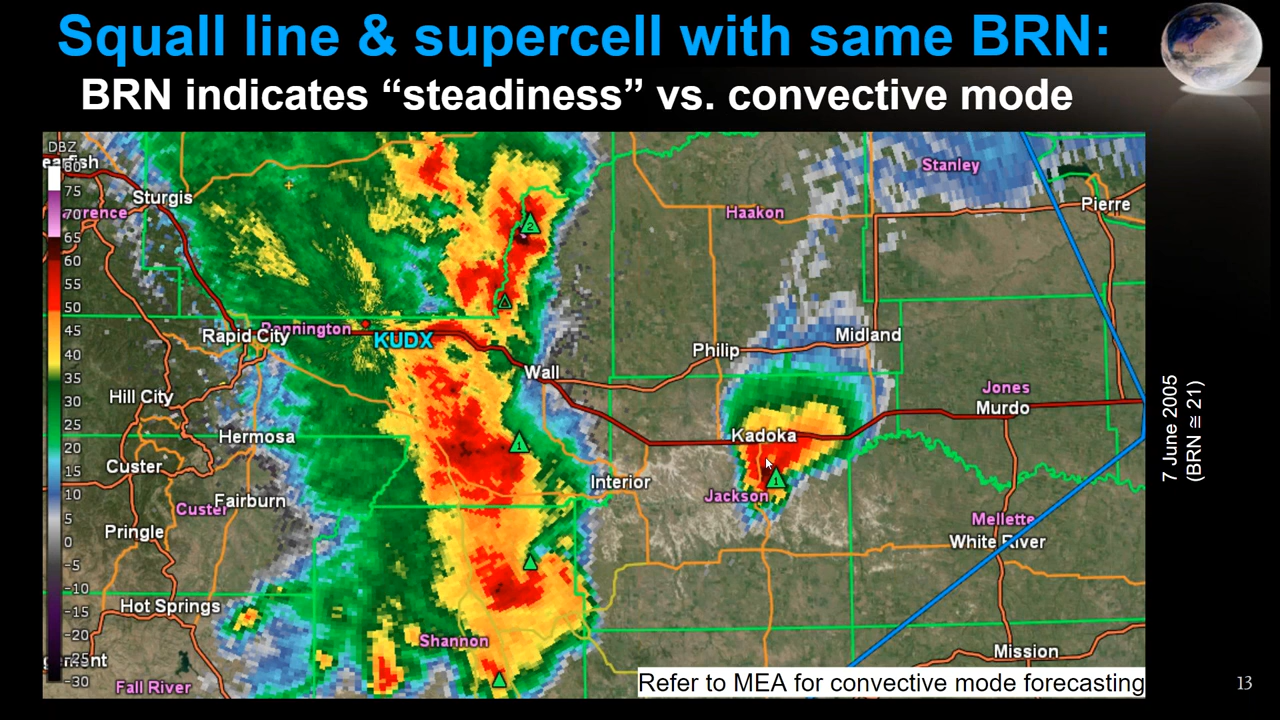 Squall line & supercell with same BRN:
BRN indicates “steadiness” vs. convective mode
DBZ
80
75
70
65
60
55
50
45
40
35
30
25
20
15
10
5
0
-5
-10
-15
-20
-25
-30
Sturgis
Stanley
Haakon
Pierre
2
Rapid City
Pennington
KUDX
Philip
Midland
Wall
Hill City
Jones
Murdo
Hermosa
1
Kadoka
Custer
Interior
Jackson
1
Custer
Fairburn
Pringle
Mellette
White River
Hot Springs
Shannon
Mission
Fall River
Refer to MEA for convective mode forecasting
7 June 2005
(BRN ≅ 21)
13